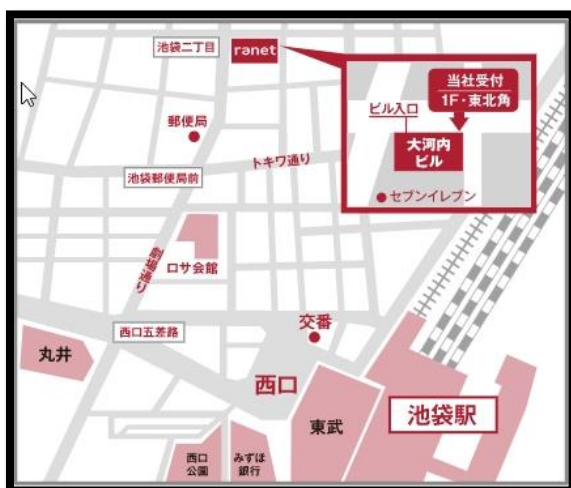 池袋二丁目
ranet
当社受付
1F・東北角
ビル入口
大河内
ビル
セブンイレブン
郵便局
トキワ通り
池袋郵便局前
劇場通り
ロサ会館
西口五差路
交番
丸井
西口
池袋駅
東武
西口
公園
みずほ
銀行